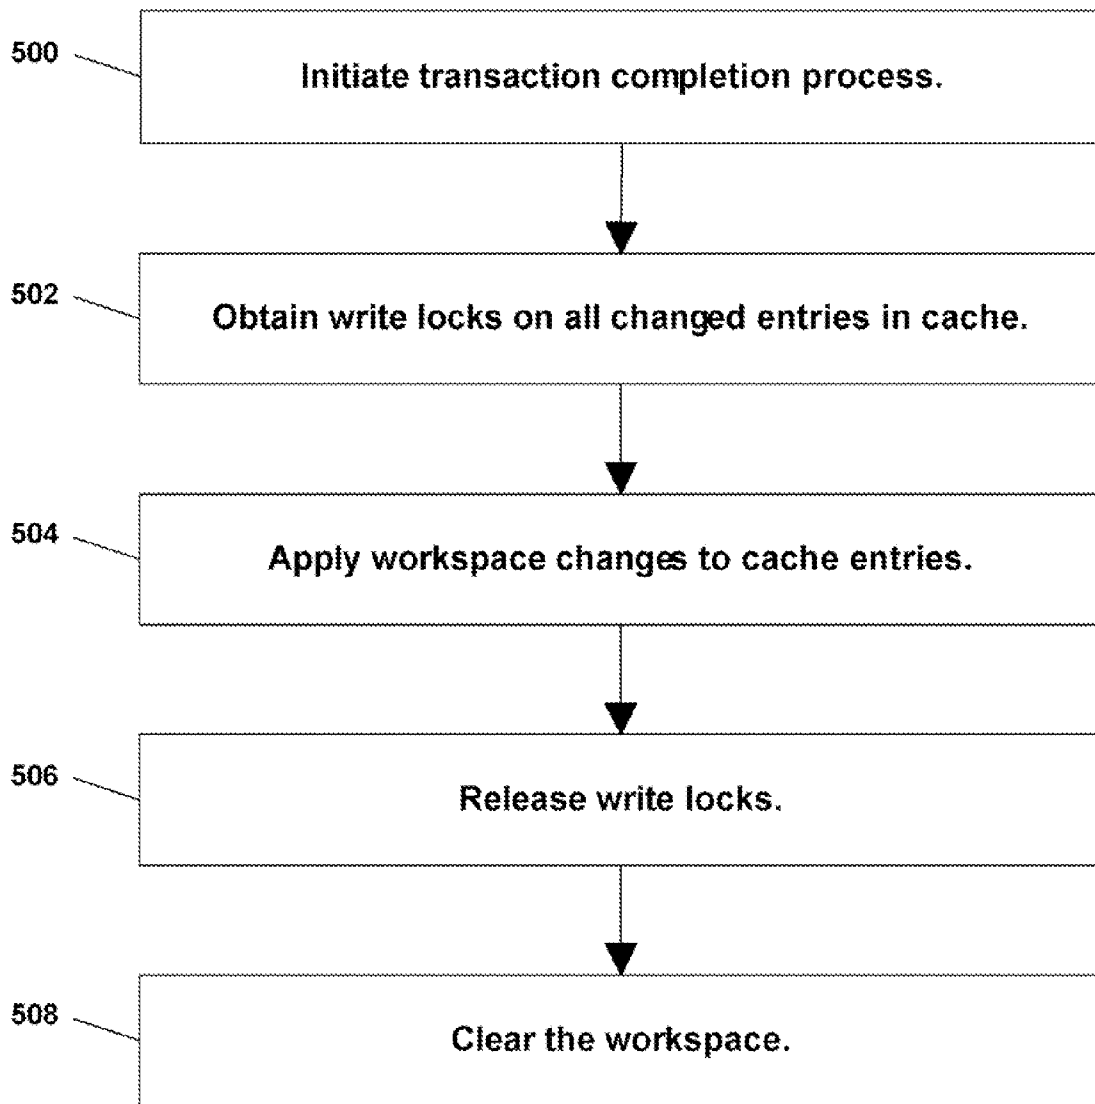 500
Initiate transaction completion process.
502
Obtain write locks on all changed entries in cache.
504
Apply workspace changes to cache entries.
506
Release write locks.
508
Clear the workspace.